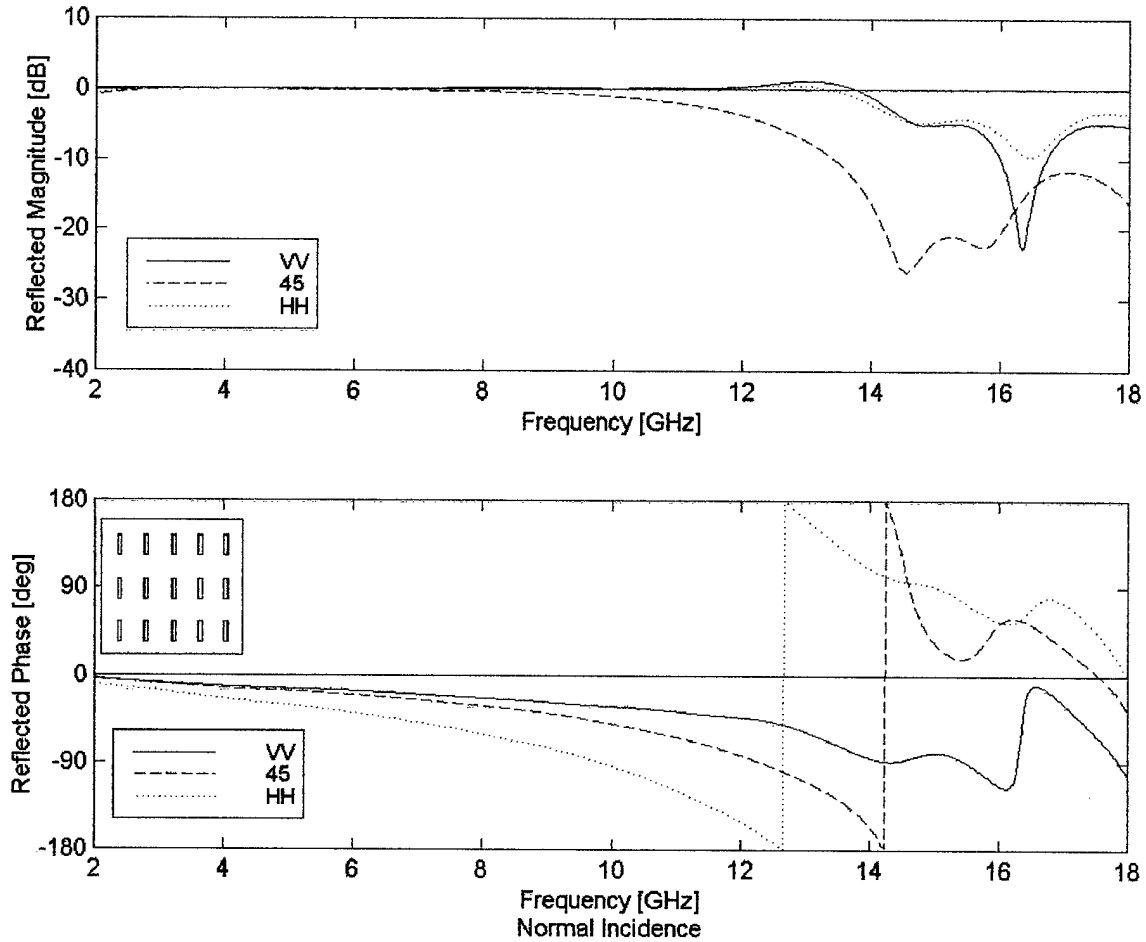 10
0
-10
-20
-30
-40
Reflected Magnitude [dB]
VV
45
HH
2 4 6 8 10 12 14 16 18
Frequency [GHz]
180
90
0
-90
-180
Reflected Phase [deg]
VV
45
HH
2 4 6 8 10 12 14 16 18
Frequency [GHz]
Normal Incidence